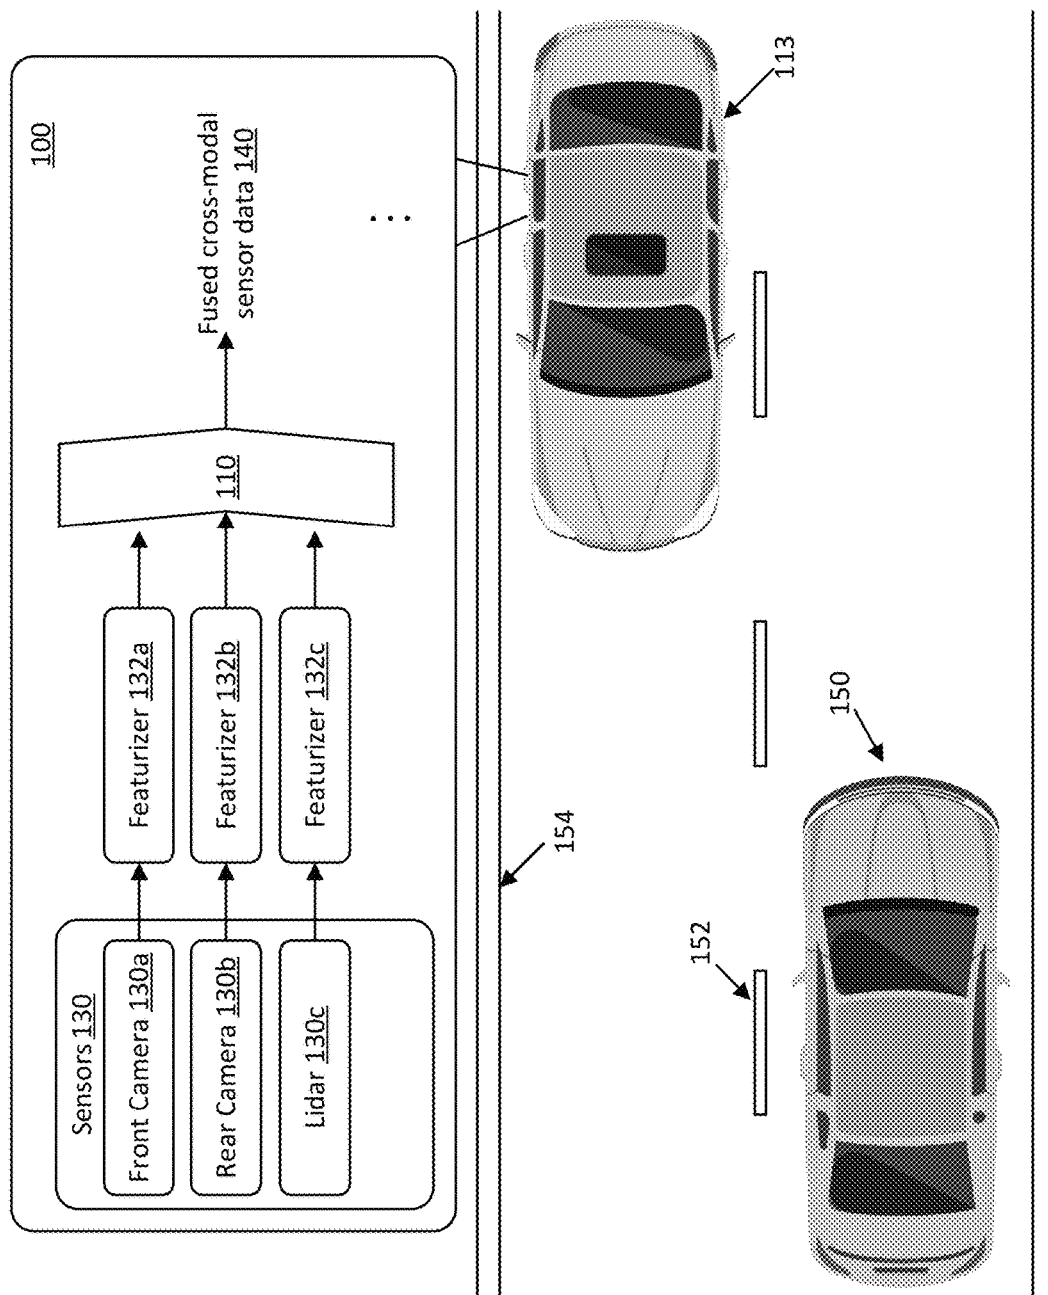 100
Sensors 130
Front Camera 130a
Featurizer 132a
Rear Camera 130b
Featurizer 132b
Lidar 130c
Featurizer 132c
110
Fused cross-modal
sensor data 140
...
154
152
150
113